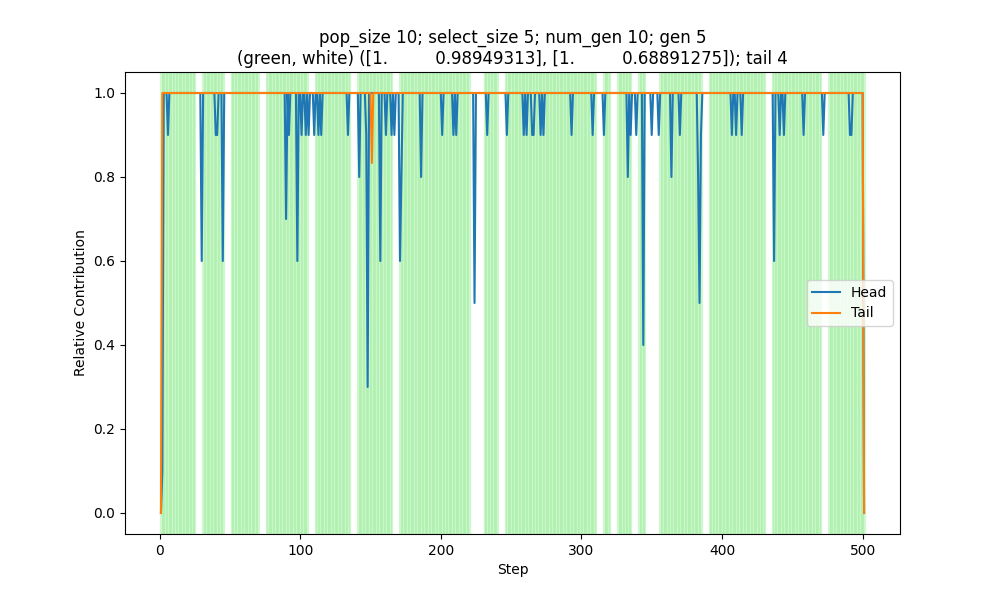 pop_size 10; select_size 5; num_gen 10; gen 5
(green, white) ([1. 0.98949313], [1. 0.68891275]); tail 4
1.0
0.8
0.6
0.4
0.2
0.0
Relative Contribution
Head
Tail
0 100 200 300 400 500
Step